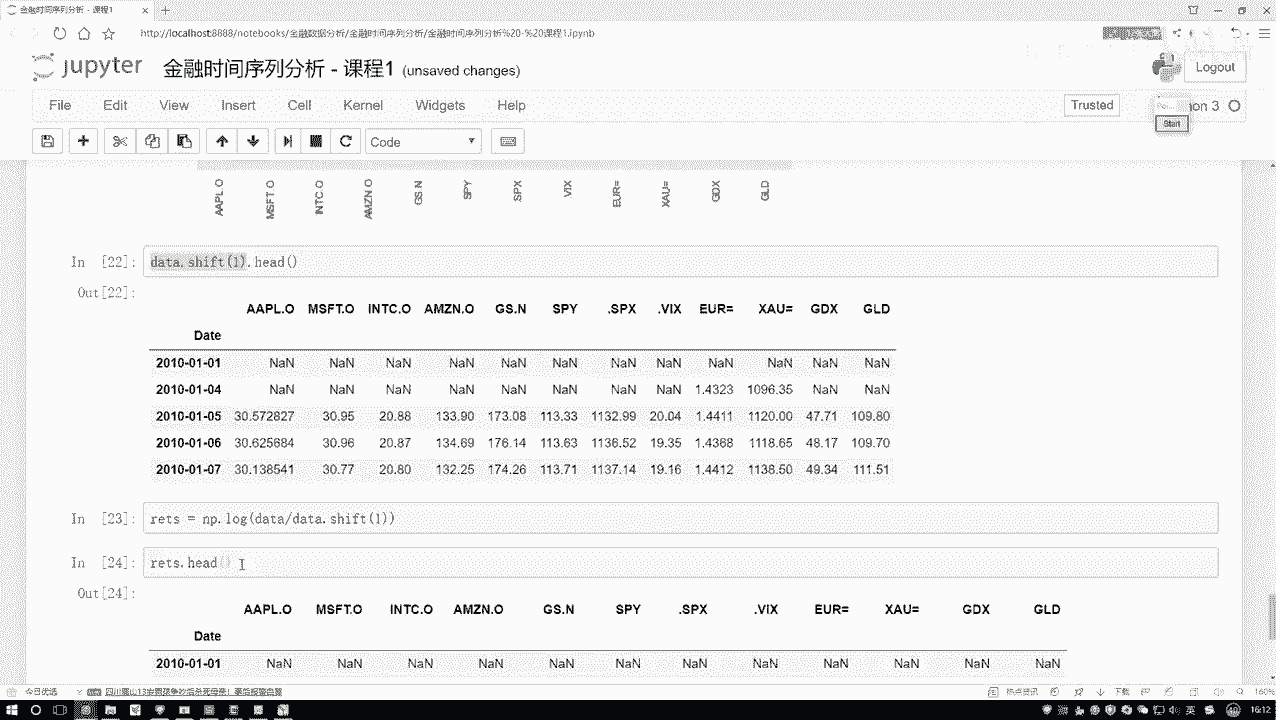 金融时间序列分析 - 课程1
http://localhost:8888/notebooks/金融数据分析/金融时间序列分析/金融时间序列分析%20-%20课程1.ipynb
jupyter 金融时间序列分析 - 课程1 (unsaved changes)
Logout
File Edit View Insert Cell Kernel Widgets Help
Trusted
hon 3
Start
Code
AAPL.O MSFT.O INTC.O AMZN.O GS.N SPY .SPX .VIX EUR= XAU= GDX GLD
In [22]: data.shift(1).head()
Out[22]:
AAPL.O MSFT.O INTC.O AMZN.O GS.N SPY .SPX .VIX EUR= XAU= GDX GLD
Date
2010-01-01 NaN NaN NaN NaN NaN NaN NaN NaN NaN NaN NaN NaN
2010-01-04 NaN NaN NaN NaN NaN NaN NaN NaN 1.4323 1096.35 NaN NaN
2010-01-05 30.572827 30.95 20.88 133.90 173.08 113.33 1132.99 20.04 1.4411 1120.00 47.71 109.80
2010-01-06 30.625684 30.96 20.87 134.69 176.14 113.63 1136.52 19.35 1.4368 1118.65 48.17 109.70
2010-01-07 30.138541 30.77 20.80 132.25 174.26 113.71 1137.14 19.16 1.4412 1138.50 49.34 111.51
In [23]: rets = np.log(data/data.shift(1))
In [24]: rets.head()
Out[24]:
AAPL.O MSFT.O INTC.O AMZN.O GS.N SPY .SPX .VIX EUR= XAU= GDX GLD
Date
2010-01-01 NaN NaN NaN NaN NaN NaN NaN NaN NaN NaN NaN NaN
今日优选
热点资讯
下载
160%
英
16:12